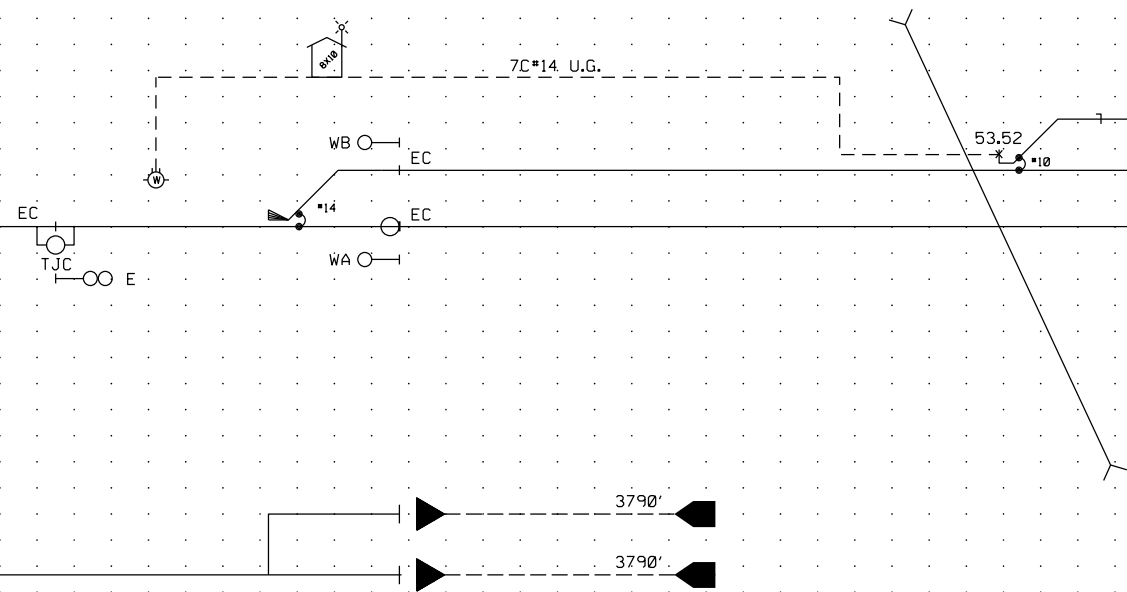 8X10
7C#14 U.G.
53.52
WB
EC
#10
#14
EC
EC
W
TJC
WA
E
3790'
3790'